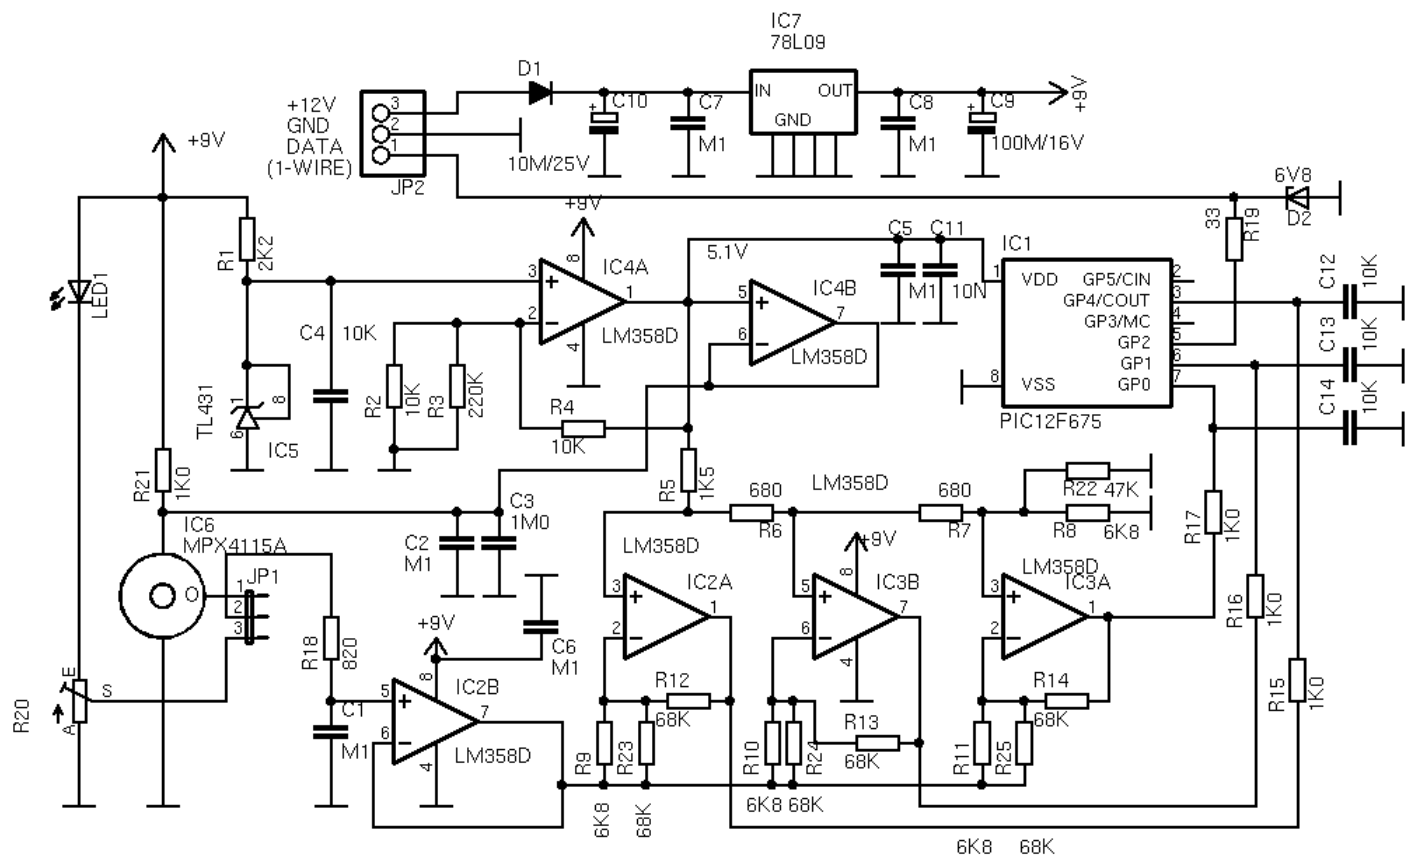 IC7
78L09
D1
+12V
GND
DATA
(1-WIRE)
3
2
1
JP2
10M/25V
C10
+
C7
M1
IN
OUT
GND
C8
M1
C9
+
100M/16V
+9V
+9V
R1
2K2
LED1
C4
10K
TL431
1
8
6
IC5
R2
10K
R3
220K
+9V
8
3
2
1
4
IC4A
LM358D
R4
10K
5.1V
5
6
7
IC4B
LM358D
C5
M1
C11
10N
IC1
1
VDD
8
VSS
GP5/CIN
GP4/COUT
GP3/MC
GP2
GP1
GP0
2
3
4
5
6
7
PIC12F675
33
R19
6V8
D2
C12
10K
C13
10K
C14
10K
R21
1K0
IC6
MPX4115A
O
JP1
1
2
3
C2
M1
C3
1M0
R5
1K5
680
R6
LM358D
680
R7
R22
47K
R8
6K8
R17
1K0
R16
1K0
R15
1K0
LM358D
IC2A
3
2
1
+9V
8
IC3B
5
6
7
4
LM358D
IC3A
3
2
1
R18
820
+9V
8
C6
M1
C1
M1
5
6
7
4
IC2B
LM358D
R20
E
S
A
R12
68K
R9
6K8
R23
68K
R13
68K
R10
6K8
R24
68K
R14
68K
R11
R25
6K8
68K